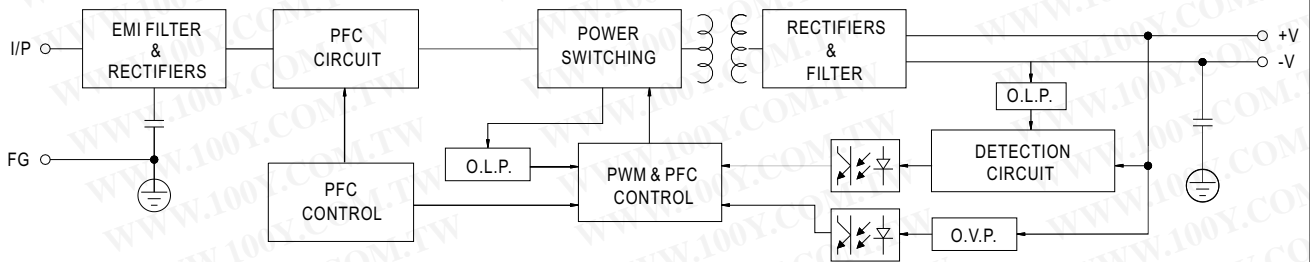 I/P
EMI FILTER
&
RECTIFIERS
PFC
CIRCUIT
POWER
SWITCHING
RECTIFIERS
&
FILTER
+V
-V
O.L.P.
FG
PFC
CONTROL
O.L.P.
PWM & PFC
CONTROL
DETECTION
CIRCUIT
O.V.P.
WWW.100Y.COM.TW